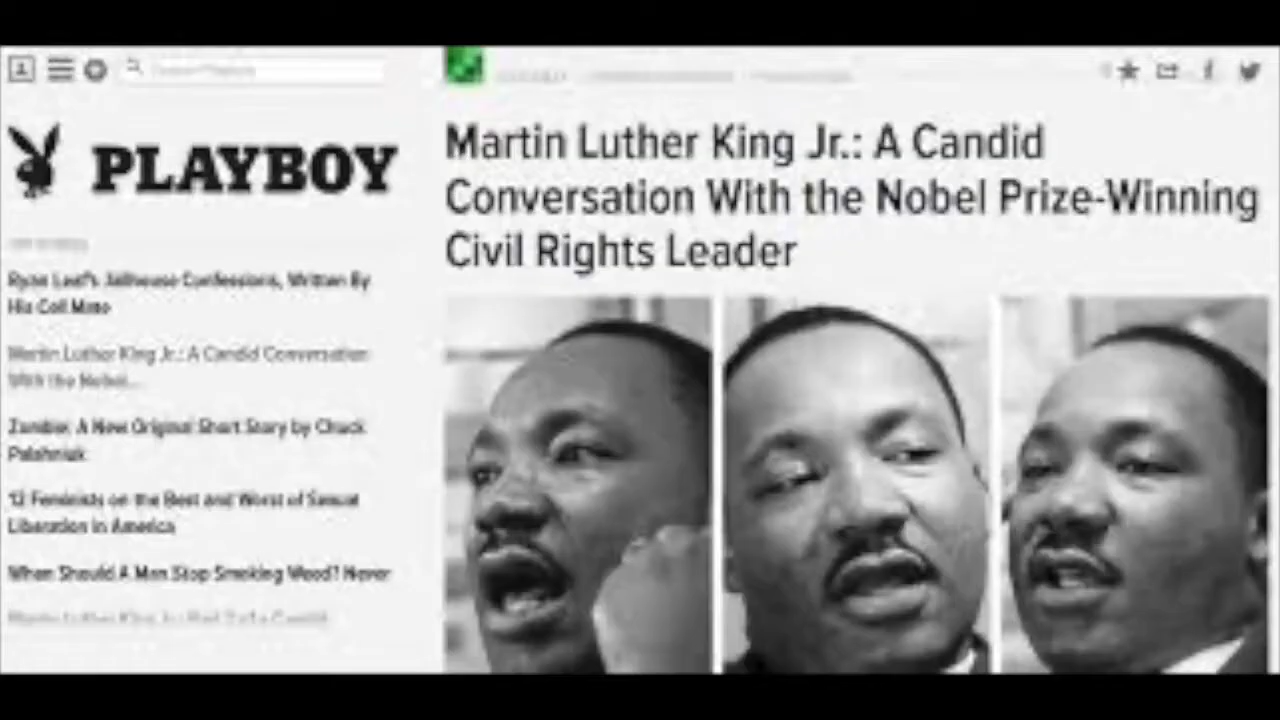 PLAYBOY
Ryan Leaf's Jailhouse Confessions, Written By
His Cell Mate
Martin Luther King Jr.: A Candid Conversation
With the Nobel...
Zombie: A New Original Short Story by Chuck
Palahniuk
12 Feminists on the Best and Worst of Sexual
Liberation in America
When Should A Man Stop Smoking Weed? Never
Martin Luther King Jr.: A Candid
Conversation With the Nobel Prize-Winning
Civil Rights Leader